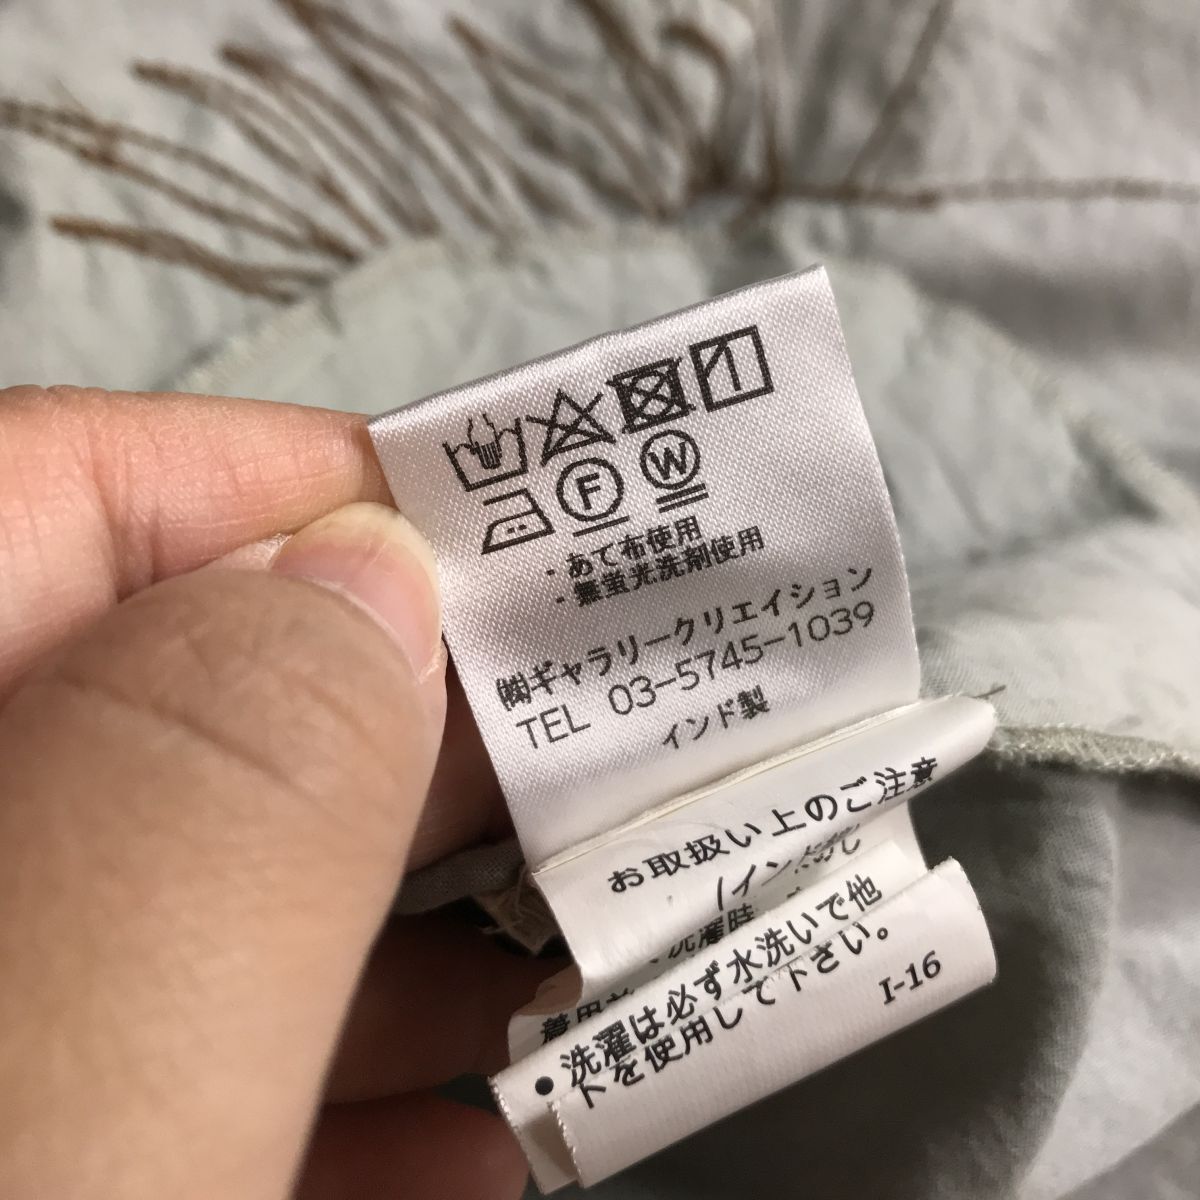 F W
・あて布使用
・無蛍光洗剤使用
㈱ギャラリークリエイション
TEL 03-5745-1039
インド製
お取扱い上のご注意
洗濯時
● 洗濯は必ず水洗いで他
を使用して下さい。
I-16